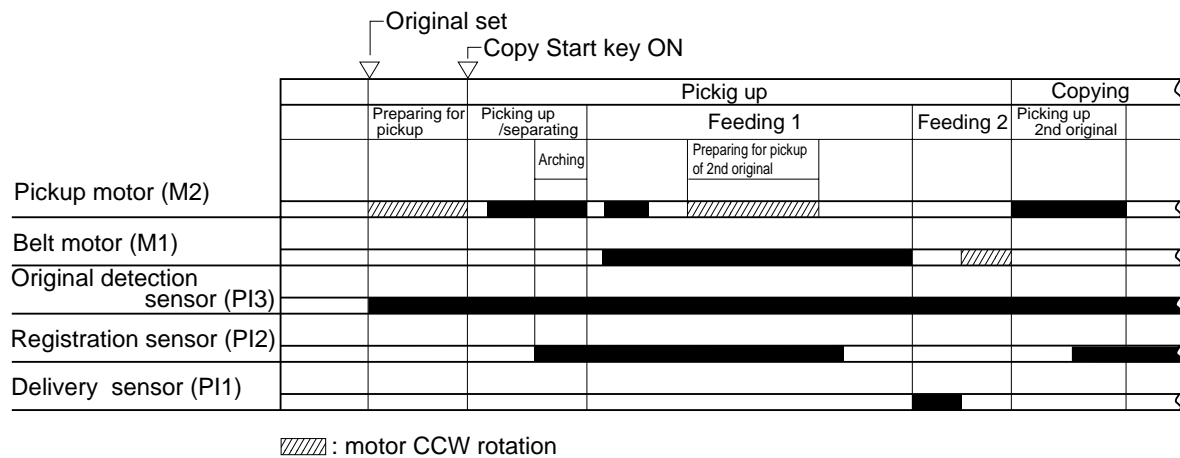 Original set
Copy Start key ON
Pickig up
Copying
Preparing for
pickup
Picking up
/separating
Feeding 1
Feeding 2
Picking up
2nd original
Arching
Preparing for pickup
of 2nd original
Pickup motor (M2)
Belt motor (M1)
Original detection
sensor (PI3)
Registration sensor (PI2)
Delivery sensor (PI1)
: motor CCW rotation